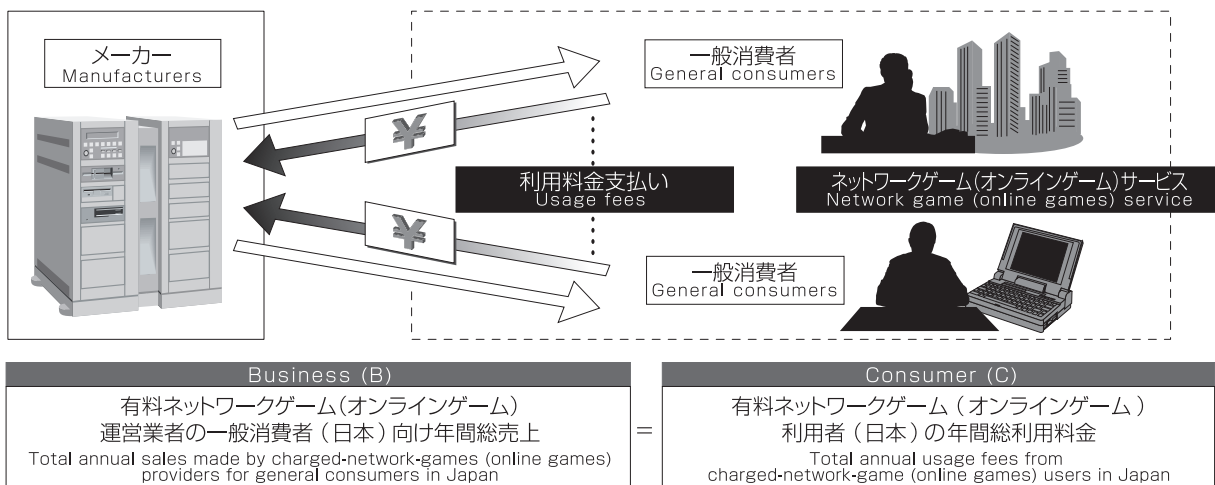 メーカー
Manufacturers
一般消費者
General consumers
¥
利用料金支払い
Usage fees
ネットワークゲーム(オンラインゲーム)サービス
Network game (online games) service
¥
一般消費者
General consumers
Business (B)
有料ネットワークゲーム(オンラインゲーム)
運営業者の一般消費者(日本)向け年間総売上
Total annual sales made by charged-network-games (online games)
providers for general consumers in Japan
=
Consumer (C)
有料ネットワークゲーム(オンラインゲーム)
利用者(日本)の年間総利用料金
Total annual usage fees from
charged-network-game (online games) users in Japan